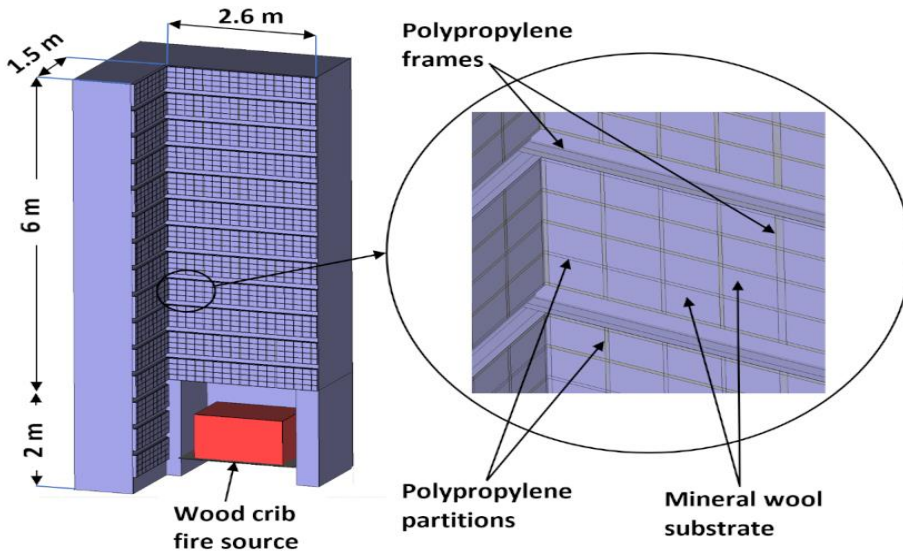 2.6 m
1.5 m
6 m
2 m
Wood crib
fire source
Polypropylene
frames
Polypropylene
partitions
Mineral wool
substrate